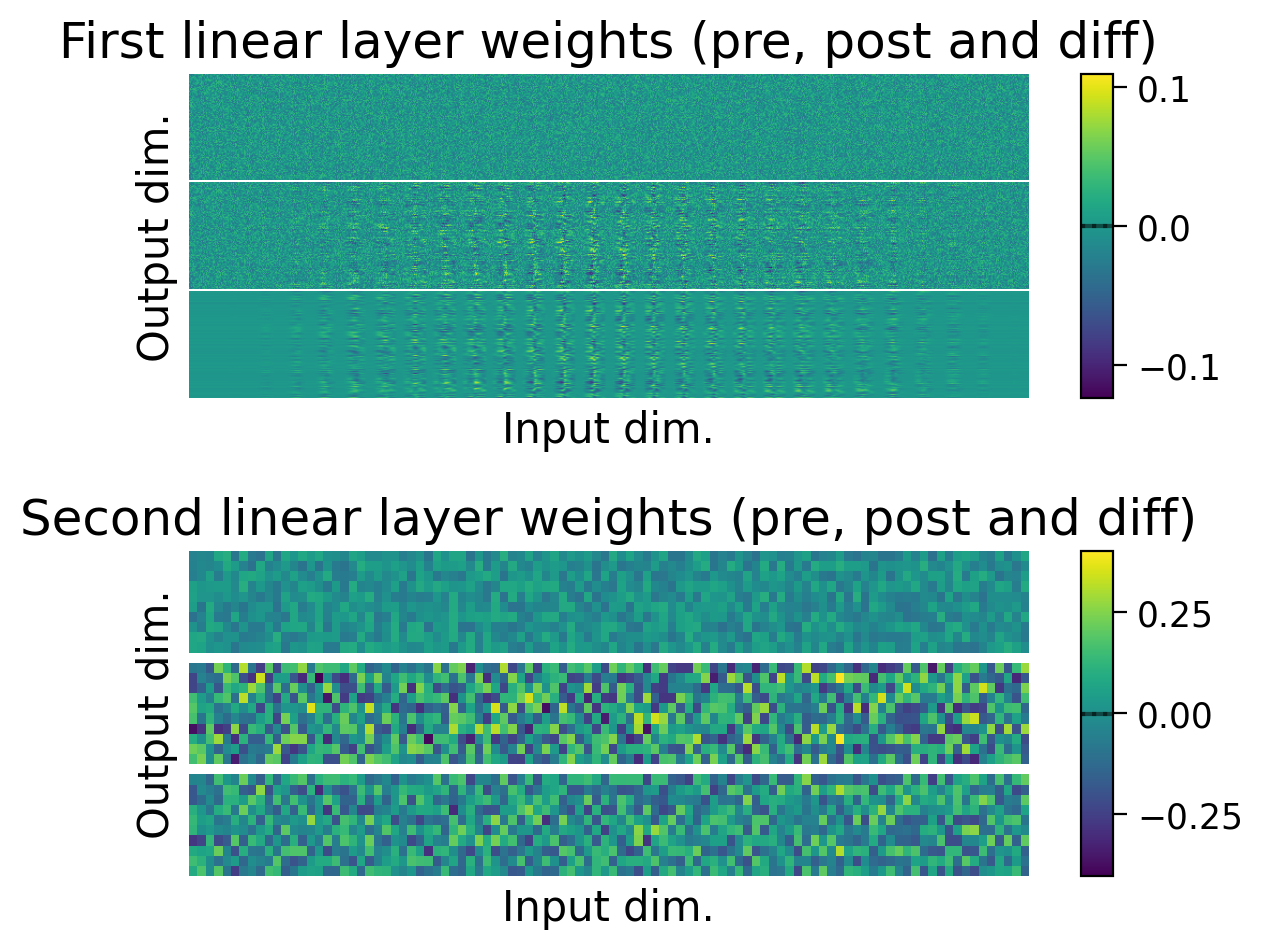 First linear layer weights (pre, post and diff)
Output dim.
Input dim.
0.1
0.0
−0.1
Second linear layer weights (pre, post and diff)
Output dim.
Input dim.
0.25
0.00
−0.25